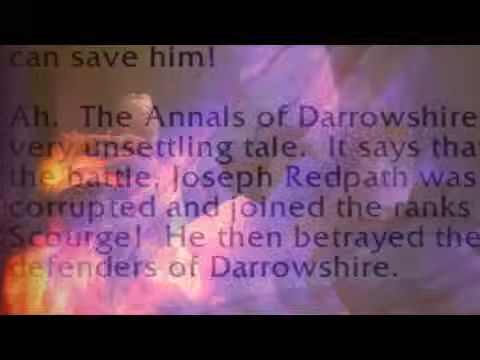 can save him!
Ah. The Annals of Darrowshire
very unsettling tale. It says tha
the battle, Joseph Redpath was
corrupted and joined the ranks
Scourge! He then betrayed the
defenders of Darrowshire.